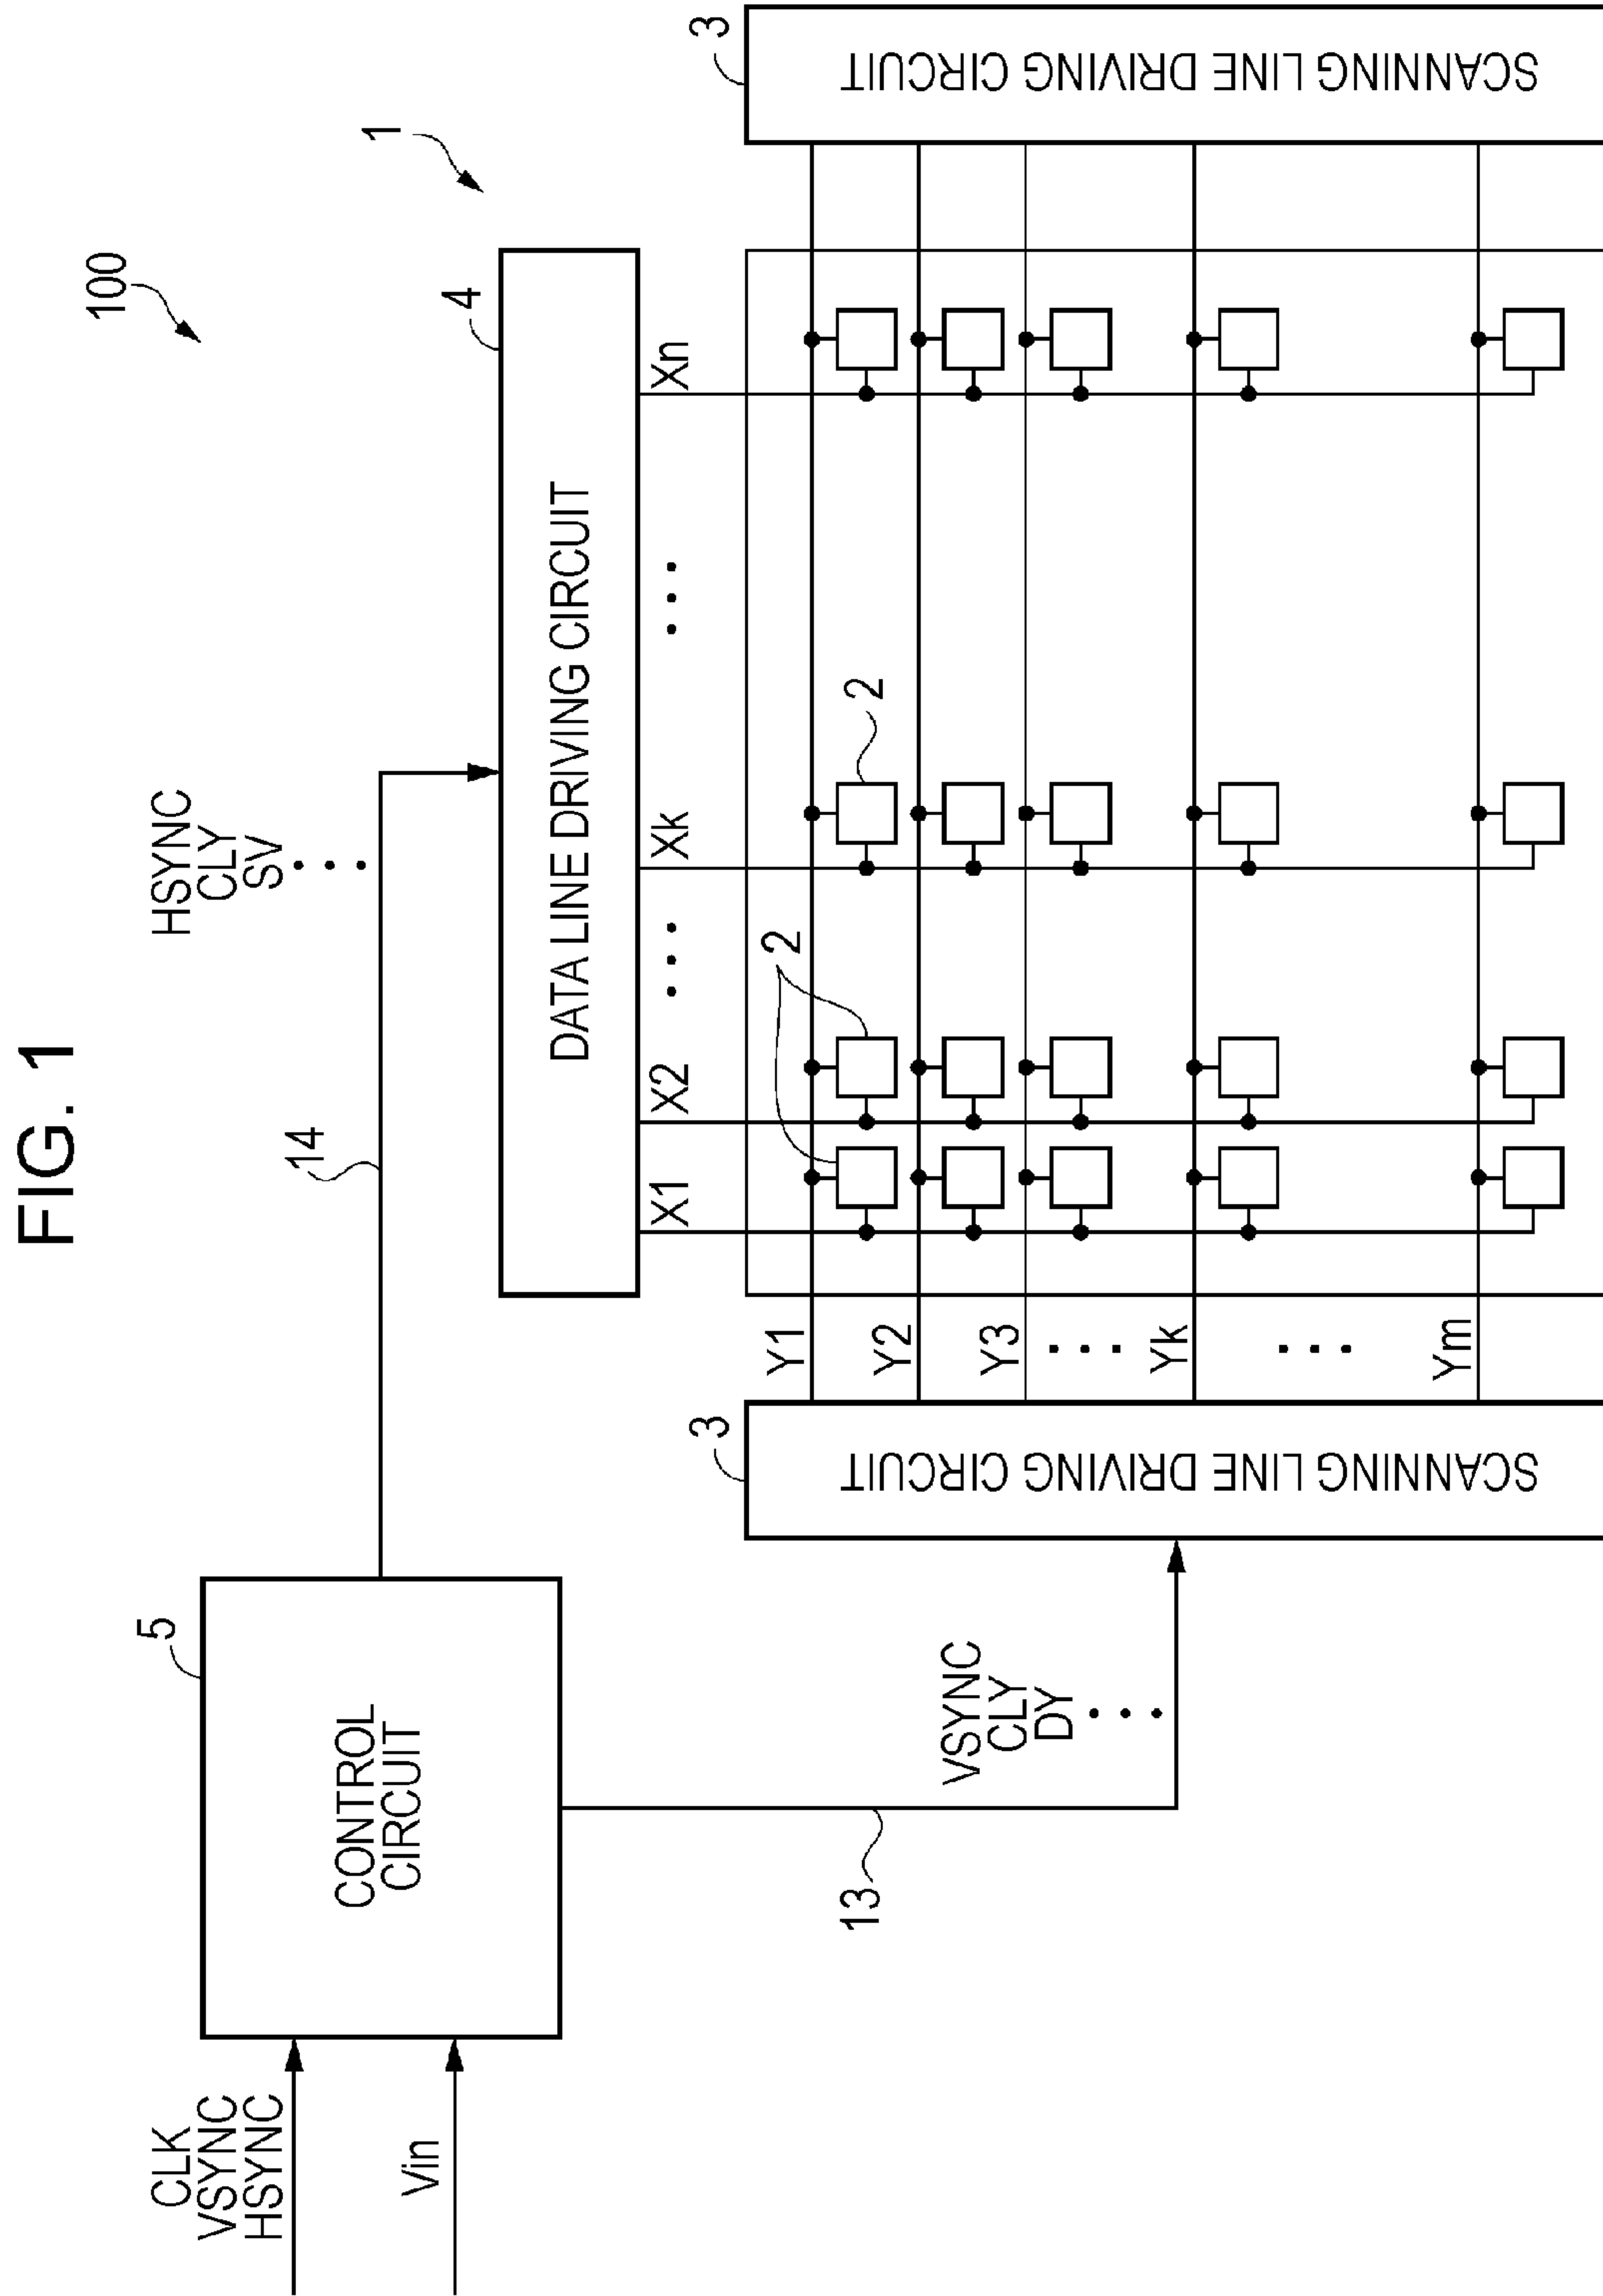 FIG. 1
100
1
CLK
VSYNC
HSYNC
Vin
5
CONTROL
CIRCUIT
14
HSYNC
CLY
SV
• • •
4
DATA LINE DRIVING CIRCUIT
X1
X2
• • •
Xk
• • •
Xn
13
VSYNC
CLY
DY
• • •
3
SCANNING LINE DRIVING CIRCUIT
Y1
Y2
Y3
• • •
Yk
• • •
Ym
2
2
3
SCANNING LINE DRIVING CIRCUIT